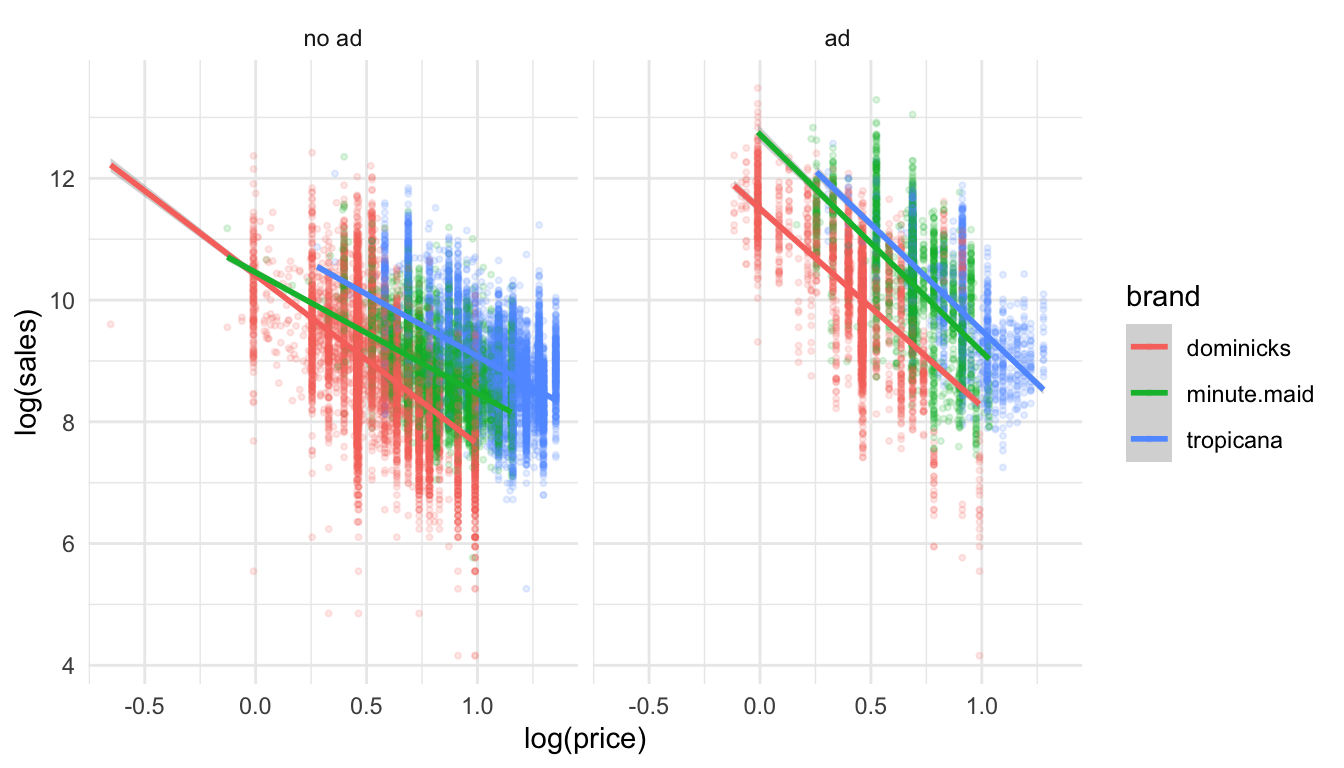 no ad
ad
log(sales)
12
10
8
6
4
-0.5 0.0 0.5 1.0
-0.5 0.0 0.5 1.0
log(price)
brand
dominicks
minute.maid
tropicana